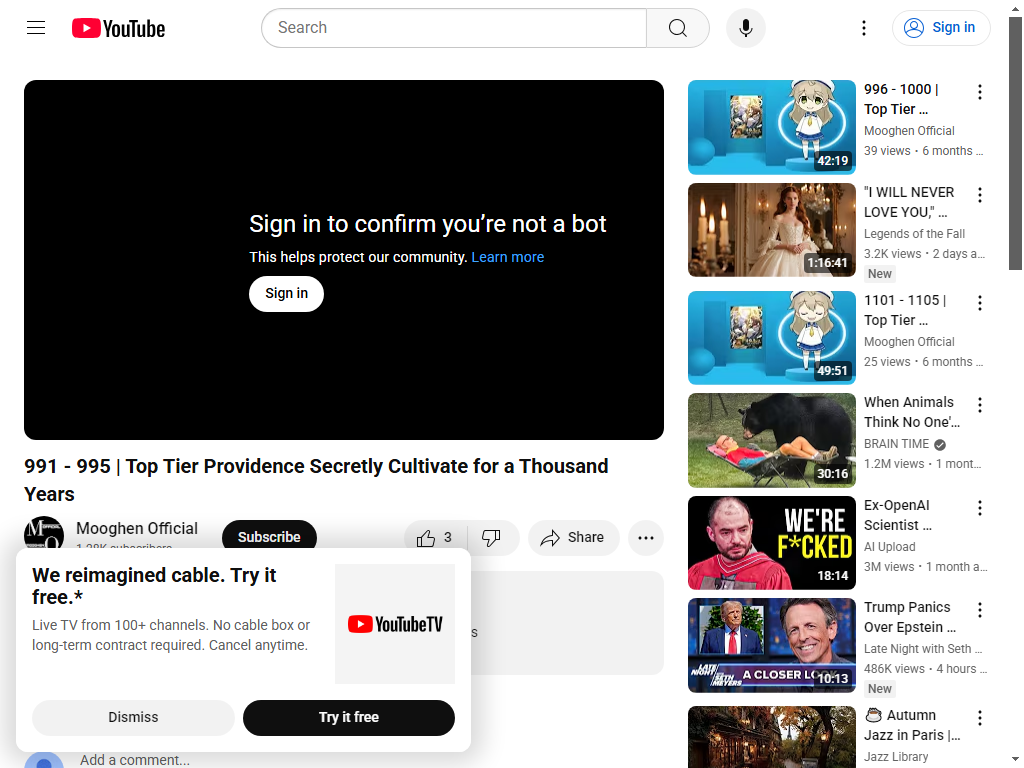 YouTube
Search
Sign in
Sign in to confirm you’re not a bot
This helps protect our community. Learn more
Sign in
991 - 995 | Top Tier Providence Secretly Cultivate for a Thousand
Years
Mooghen Official
Subscribe
3
Share
We reimagined cable. Try it
free.*
Live TV from 100+ channels. No cable box or
long-term contract required. Cancel anytime.
YouTubeTV
Dismiss
Try it free
Add a comment...
42:19
996 - 1000 |
Top Tier …
Mooghen Official
39 views • 6 months …
1:16:41
"I WILL NEVER
LOVE YOU,” …
Legends of the Fall
3.2K views • 2 days a…
New
49:51
1101 - 1105 |
Top Tier …
Mooghen Official
25 views • 6 months …
30:16
When Animals
Think No One'…
BRAIN TIME
1.2M views • 1 mont…
WE'RE
F*CKED
18:14
Ex-OpenAI
Scientist …
AI Upload
3M views • 1 month a…
LATE NIGHT
SETH MEYERS
A CLOSER LOOK
10:13
Trump Panics
Over Epstein …
Late Night with Seth …
486K views • 4 hours …
New
☕ Autumn
Jazz in Paris |…
Jazz Library